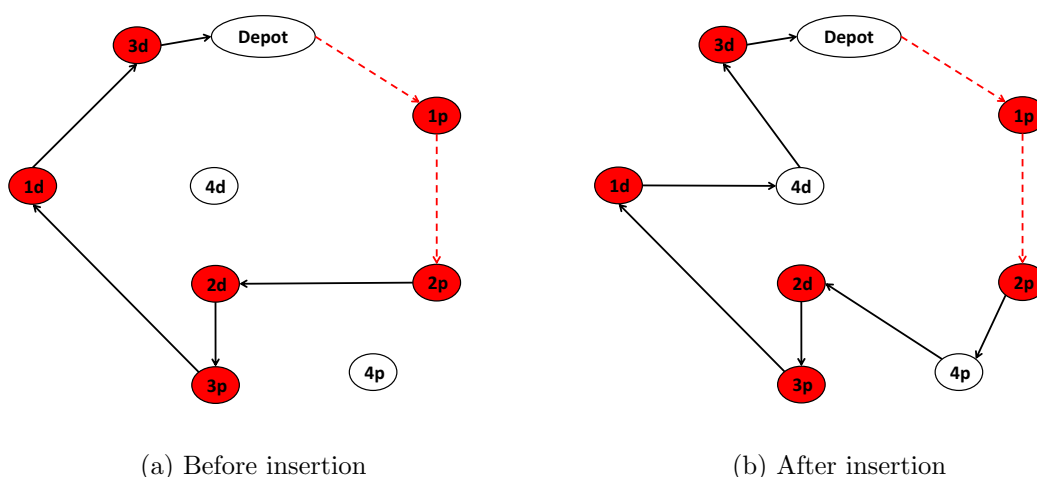 3d
Depot
1p
1d
4d
2d
2p
3p
4p
(a) Before insertion
3d
Depot
1p
1d
4d
2d
2p
3p
4p
(b) After insertion